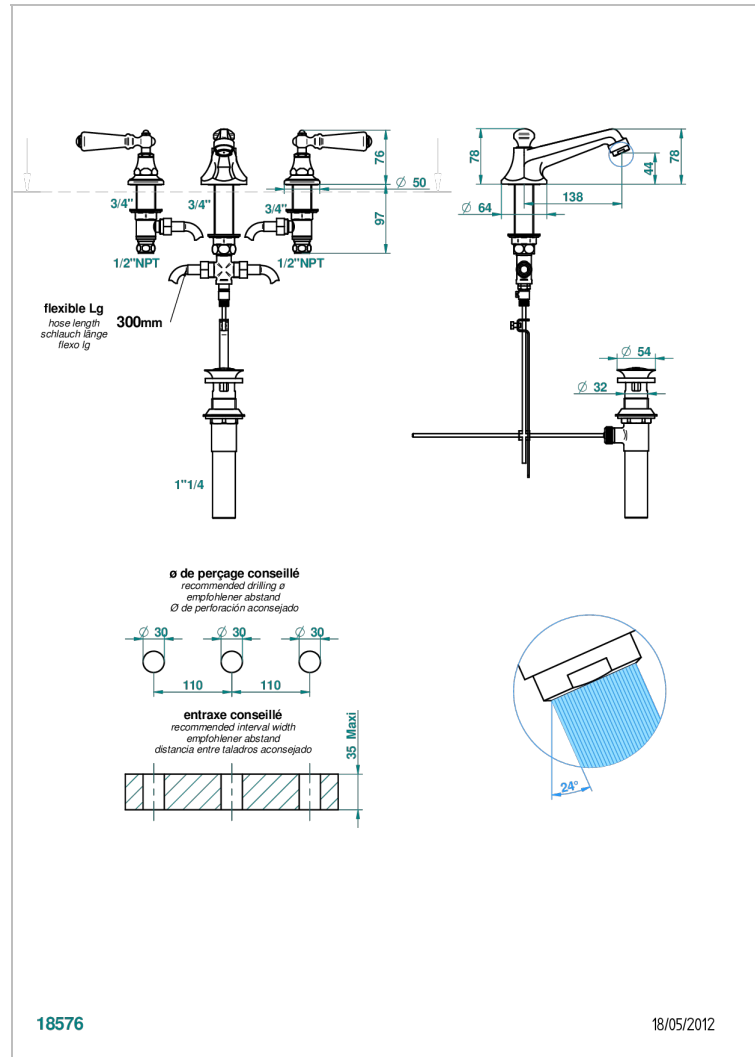 76
78
78
44
Ø 50
138
Ø 64
97
3/4"
3/4"
3/4"
1/2"NPT
1/2"NPT
flexible Lg
hose length
schlauch länge
flexo lg
300mm
Ø 54
Ø 32
1"1/4
ø de perçage conseillé
recommended drilling ø
empfohlener abstand
Ø de perforación aconsejado
Ø 30
Ø 30
Ø 30
110
110
entraxe conseillé
recommended interval width
empfohlener abstand
distancia entre taladros aconsejado
35 Maxi
24°
18576
18/05/2012